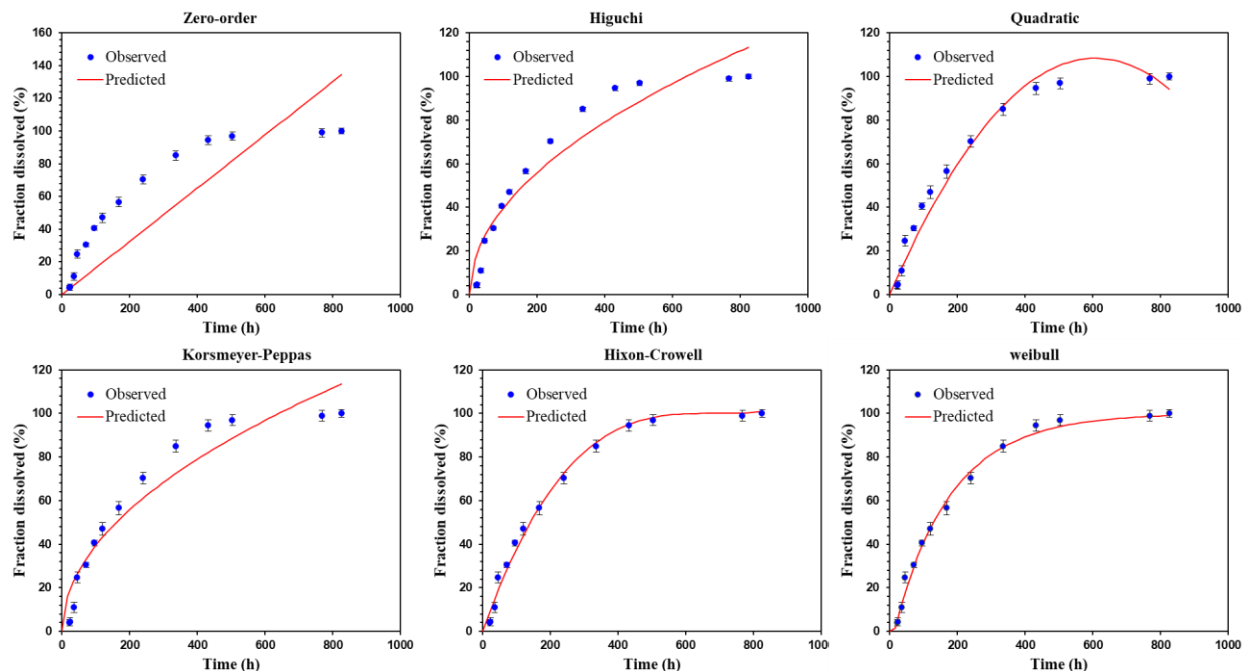 Zero-order
160
140
120
100
80
60
40
20
0
Fraction dissolved (%)
Observed
Predicted
0 200 400 600 800 1000
Time (h)
Higuchi
120
100
80
60
40
20
0
Fraction dissolved (%)
Observed
Predicted
0 200 400 600 800 1000
Time (h)
Quadratic
120
100
80
60
40
20
0
Fraction dissolved (%)
Observed
Predicted
0 200 400 600 800 1000
Time (h)
Korsmeyer-Peppas
120
100
80
60
40
20
0
Fraction dissolved (%)
Observed
Predicted
0 200 400 600 800 1000
Time (h)
Hixon-Crowell
120
100
80
60
40
20
0
Fraction dissolved (%)
Observed
Predicted
0 200 400 600 800 1000
Time (h)
weibull
120
100
80
60
40
20
0
Fraction dissolved (%)
Observed
Predicted
0 200 400 600 800 1000
Time (h)